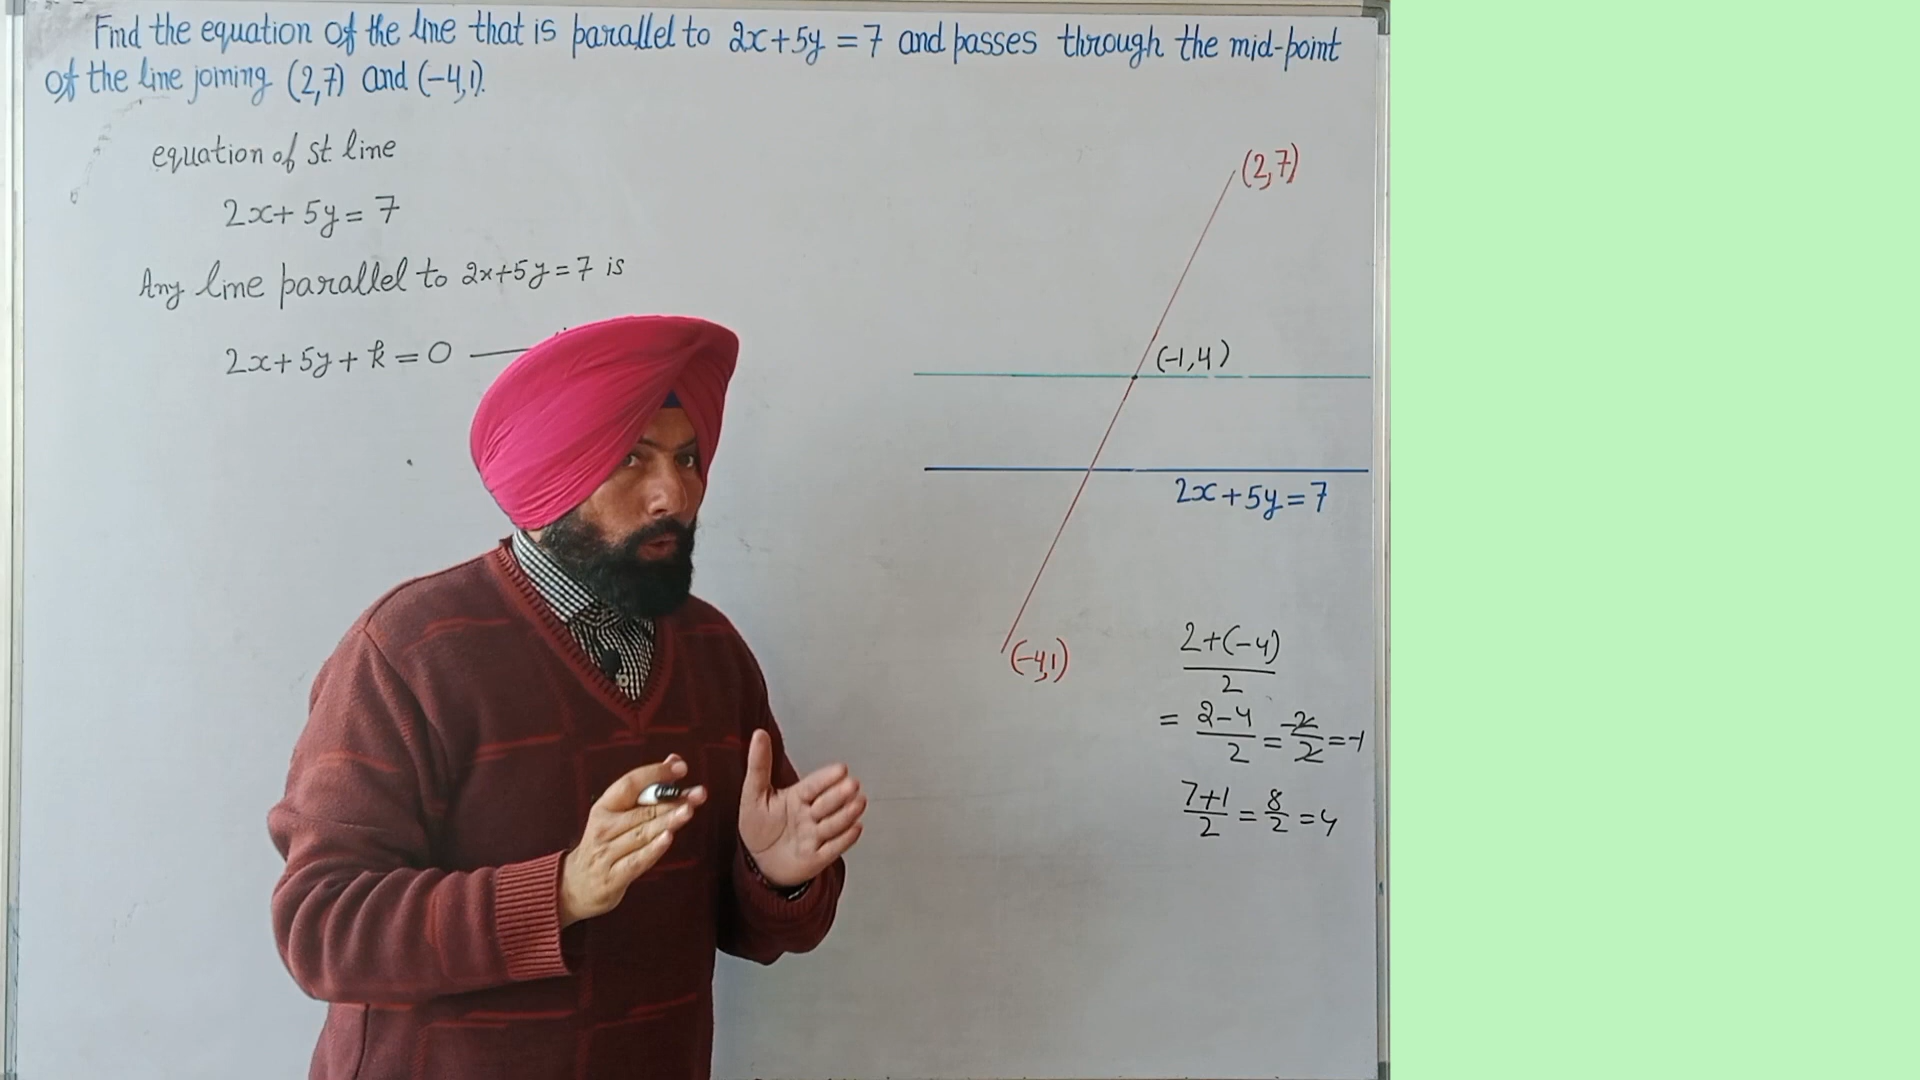 Find the equation of the line that is parallel to 2x+5y=7 and passes through the mid-point
of the line joining (2,7) and (-4,1).
equation of st. line
2x+5y=7
Any line parallel to 2x+5y=7 is
2x+5y+k=0 —
(2,7)
(-1,4)
2x+5y=7
(-4,1)
2+(-4)/2
= 2-4/2 = -2/2 = -1
7+1/2 = 8/2 = 4